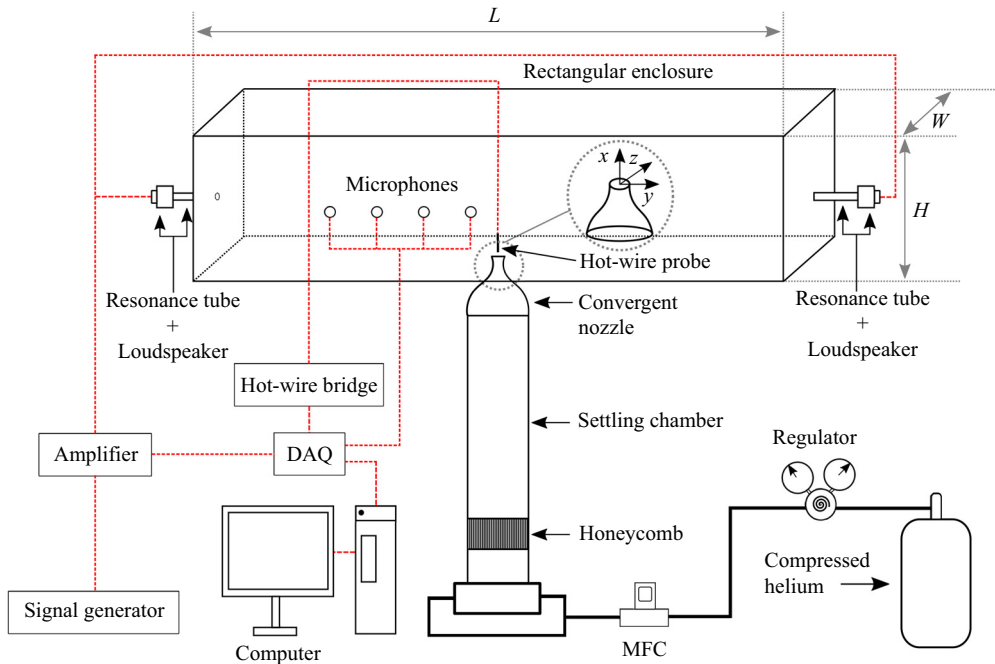 L
Rectangular enclosure
W
x
z
y
Microphones
H
Hot-wire probe
Resonance tube
+
Loudspeaker
Convergent
nozzle
Resonance tube
+
Loudspeaker
Hot-wire bridge
Settling chamber
Regulator
Amplifier
DAQ
Honeycomb
Compressed
helium
Signal generator
Computer
MFC